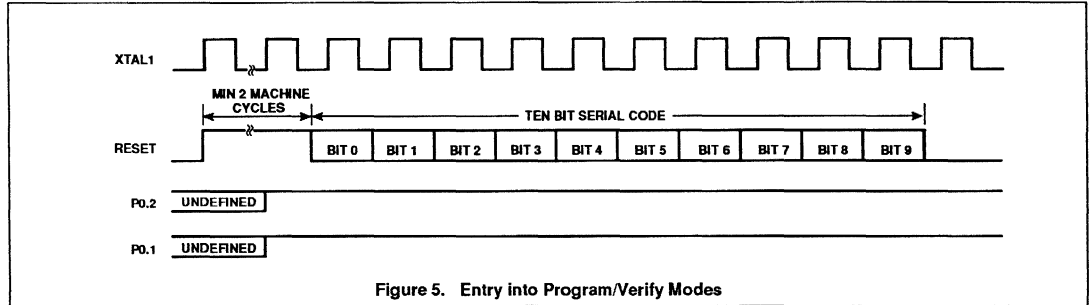 XTAL1
MIN 2 MACHINE
CYCLES
TEN BIT SERIAL CODE
RESET
BIT 0 BIT 1 BIT 2 BIT 3 BIT 4 BIT 5 BIT 6 BIT 7 BIT 8 BIT 9
P0.2 UNDEFINED
P0.1 UNDEFINED
Figure 5. Entry into Program/Verify Modes